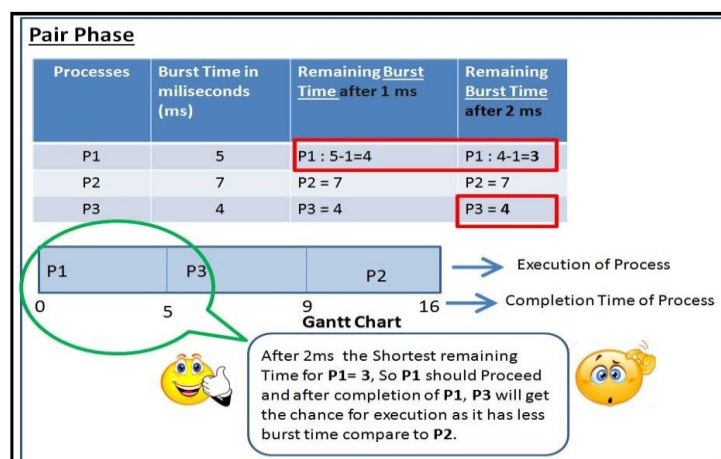 Pair Phase
Processes
Burst Time in
miliseconds
(ms)
Remaining Burst
Time after 1 ms
Remaining
Burst Time
after 2 ms
P1 5 P1 : 5-1=4 P1 : 4-1=3
P2 7 P2 = 7 P2 = 7
P3 4 P3 = 4 P3 = 4
P1 P3 P2
Execution of Process
0 5 9 16
Completion Time of Process
Gantt Chart
After 2ms the Shortest remaining
Time for P1= 3, So P1 should Proceed
and after completion of P1, P3 will get
the chance for execution as it has less
burst time compare to P2.